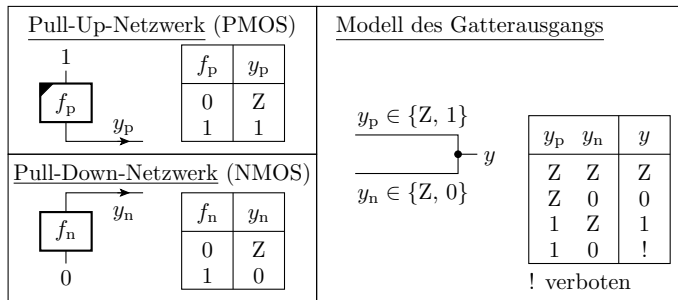 Pull-Up-Netzwerk (PMOS)
1
fp
yp
fp yp
0 Z
1 1
Pull-Down-Netzwerk (NMOS)
yn
fn
0
fn yn
0 Z
1 0
Modell des Gatterausgangs
yp ∈ {Z, 1}
y
yn ∈ {Z, 0}
yp yn y
Z Z Z
Z 0 0
1 Z 1
1 0 !
! verboten